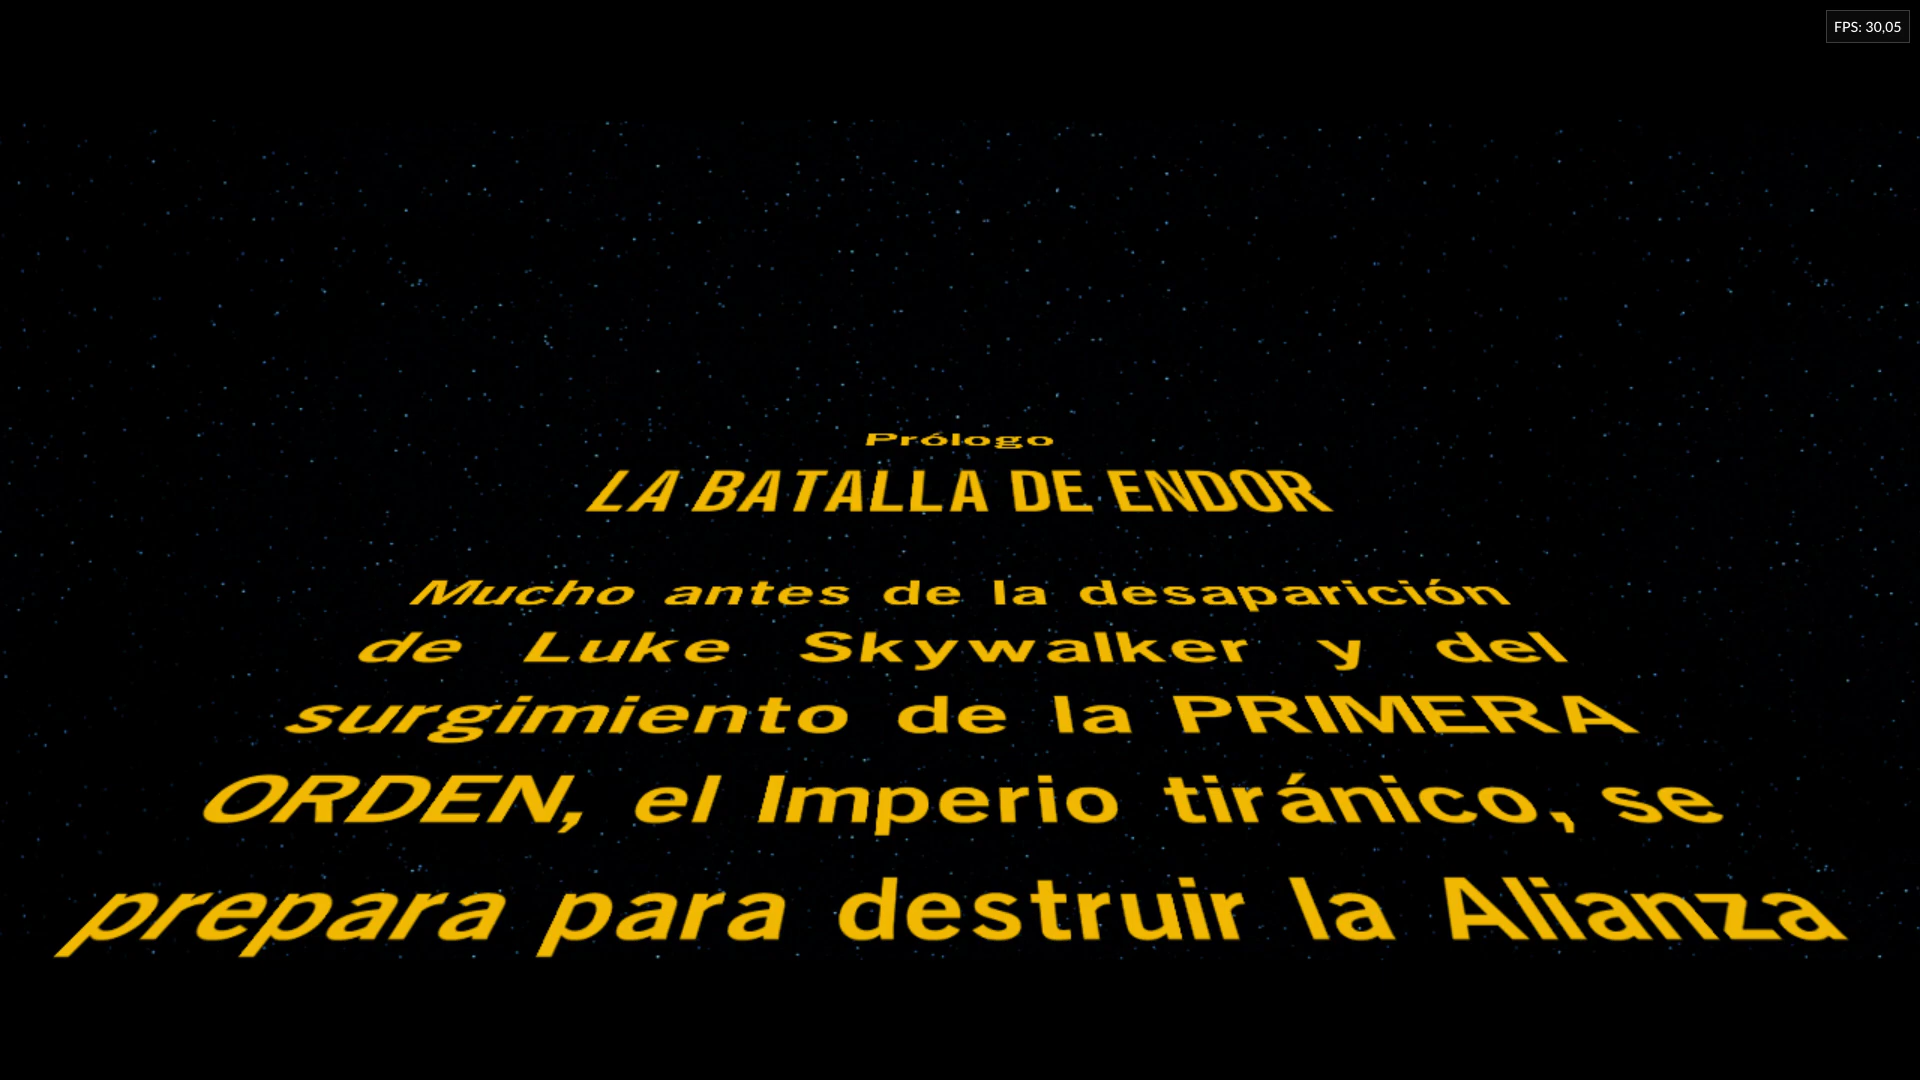 FPS: 30,05
Prólogo
LA BATALLA DE ENDOR
Mucho antes de la desaparición
de Luke Skywalker y del
surgimiento de la PRIMERA
ORDEN, el Imperio tiránico, se
prepara para destruir la Alianza